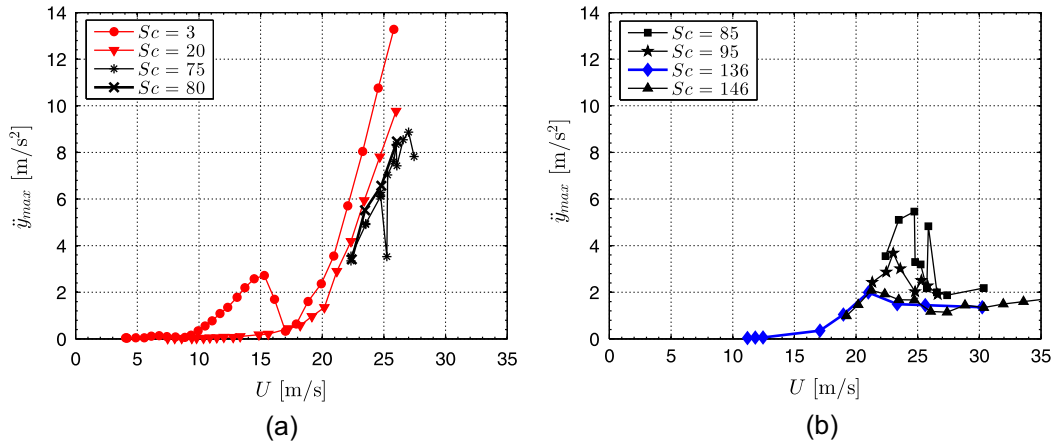 14
12
10
8
6
4
2
0
ÿmax [m/s²]
Sc = 3
Sc = 20
Sc = 75
Sc = 80
0 5 10 15 20 25 30 35
U [m/s]
(a)
14
12
10
8
6
4
2
0
ÿmax [m/s²]
Sc = 85
Sc = 95
Sc = 136
Sc = 146
0 5 10 15 20 25 30 35
U [m/s]
(b)